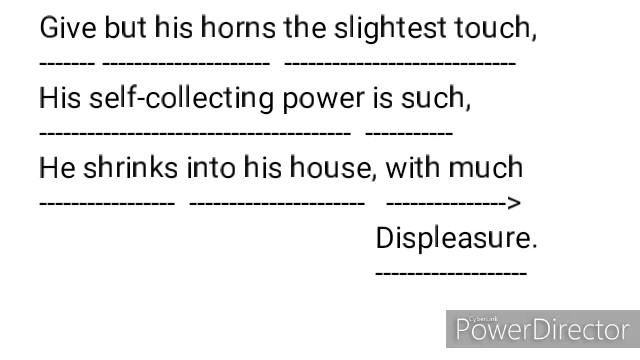 Give but his horns the slightest touch,
------- --------------------- -----------------------------
His self-collecting power is such,
--------------------------------------- -----------
He shrinks into his house, with much
----------------- ---------------------- --------------->
Displeasure.
-------------------
CyberLink
PowerDirector